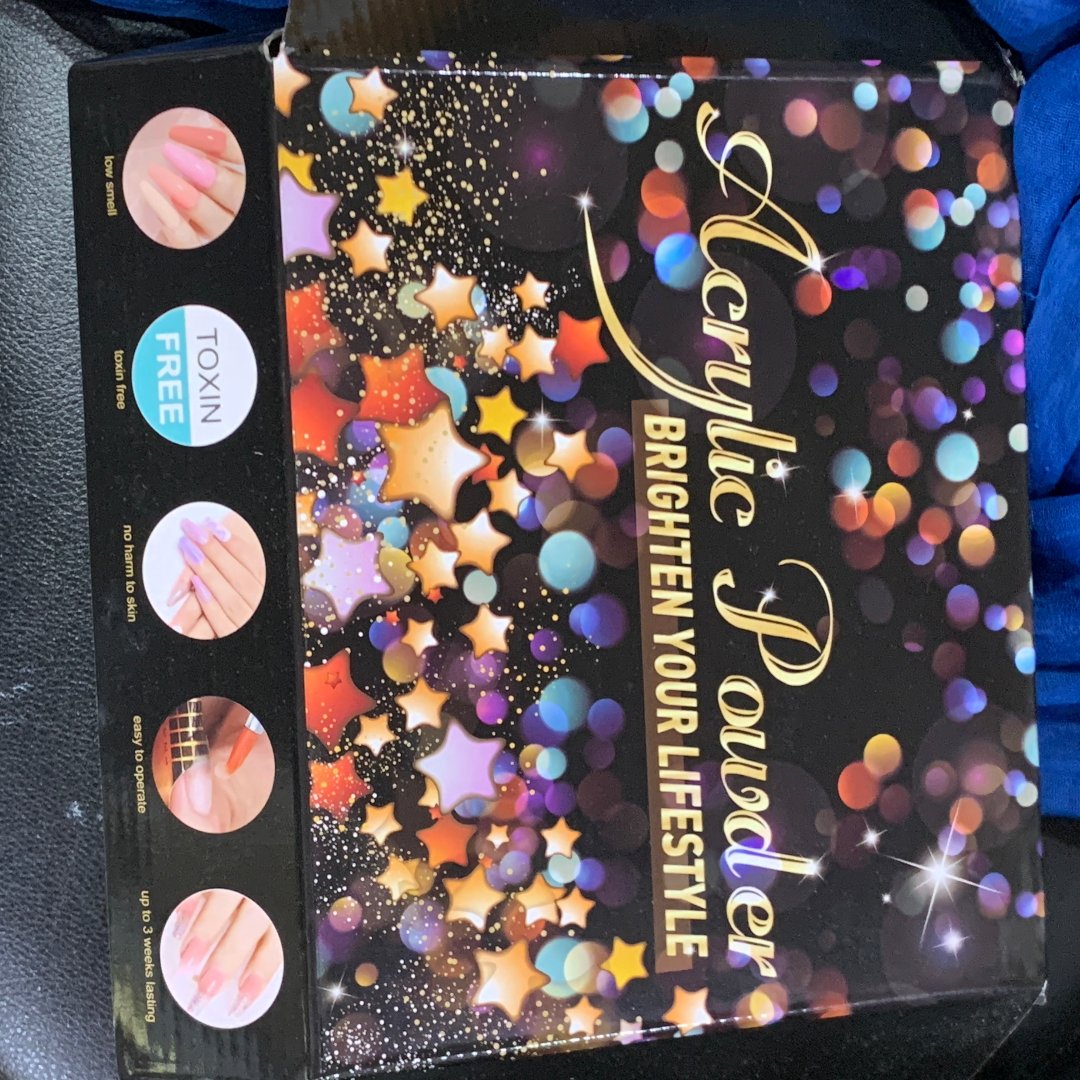 Acrylic Powder
BRIGHTEN YOUR LIFESTYLE
low smell
TOXIN
FREE
toxin free
no harm to skin
easy to operate
up to 3 weeks lasting